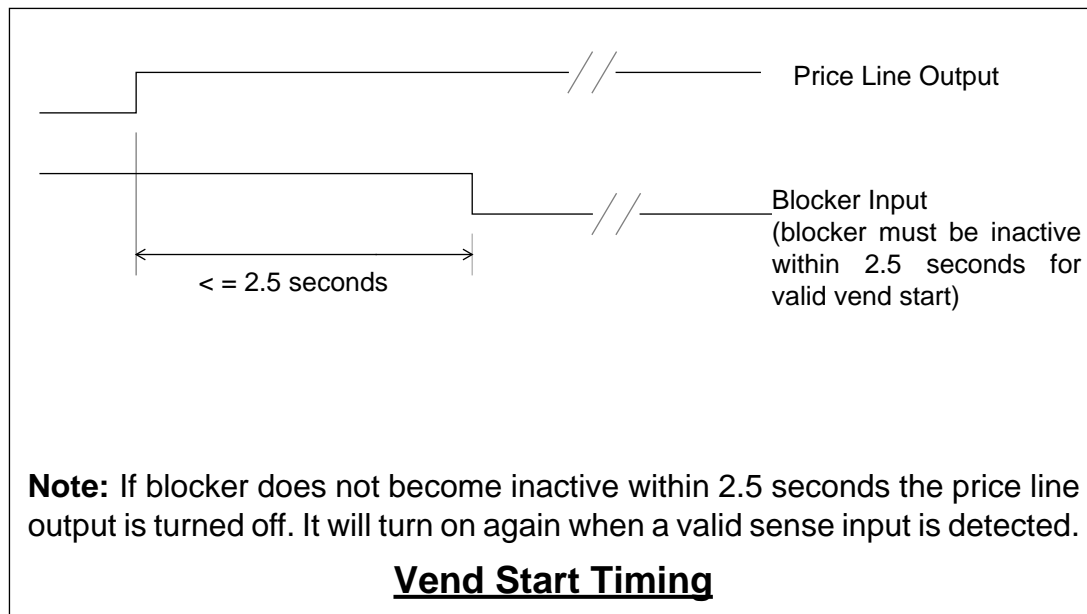 Price Line Output
Blocker Input
(blocker must be inactive
within 2.5 seconds for
valid vend start)
< = 2.5 seconds
Note: If blocker does not become inactive within 2.5 seconds the price line
output is turned off. It will turn on again when a valid sense input is detected.
Vend Start Timing